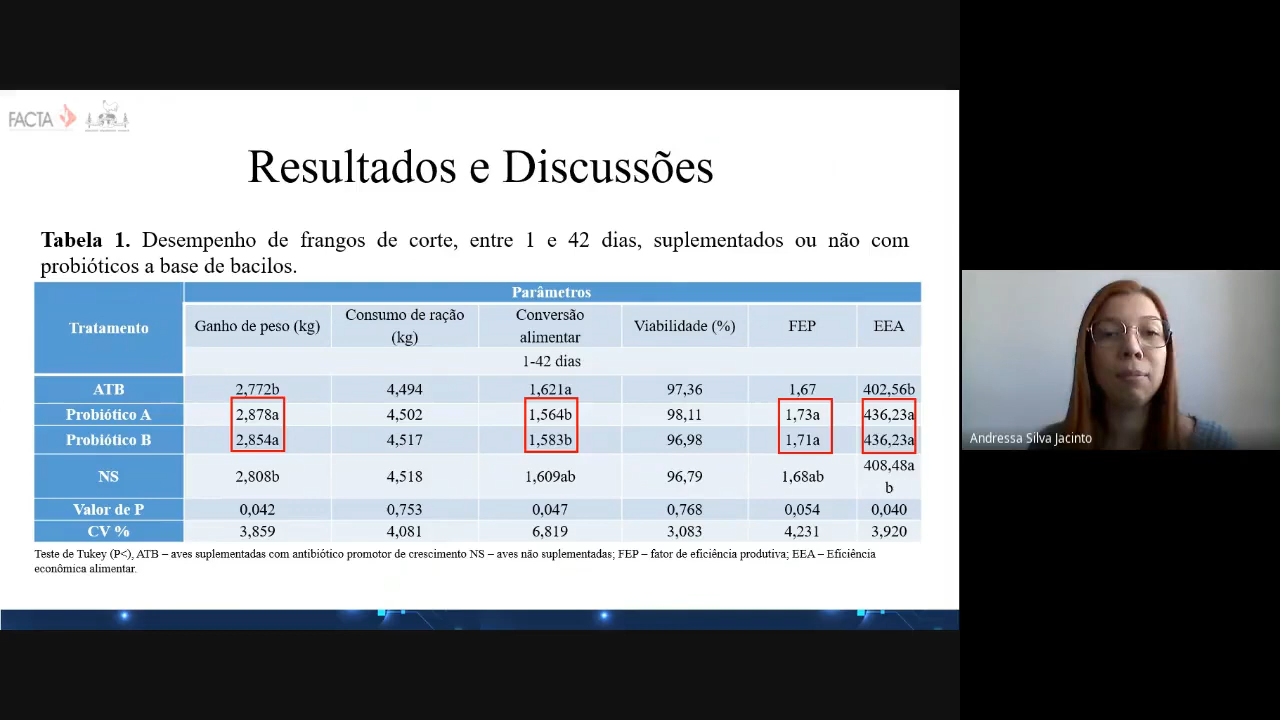 FACTA
Resultados e Discussões
Tabela 1. Desempenho de frangos de corte, entre 1 e 42 dias, suplementados ou não com
probióticos a base de bacilos.
Parâmetros
Tratamento Ganho de peso (kg) Consumo de ração (kg) Conversão alimentar Viabilidade (%) FEP EEA
1-42 dias
ATB 2,772b 4,494 1,621a 97,36 1,67 402,56b
Probiótico A 2,878a 4,502 1,564b 98,11 1,73a 436,23a
Probiótico B 2,854a 4,517 1,583b 96,98 1,71a 436,23a
NS 2,808b 4,518 1,609ab 96,79 1,68ab 408,48ab
Valor de P 0,042 0,753 0,047 0,768 0,054 0,040
CV % 3,859 4,081 6,819 3,083 4,231 3,920
Teste de Tukey (P<), ATB – aves suplementadas com antibiótico promotor de crescimento NS – aves não suplementadas; FEP – fator de eficiência produtiva; EEA – Eficiência
econômica alimentar.
Andressa Silva Jacinto